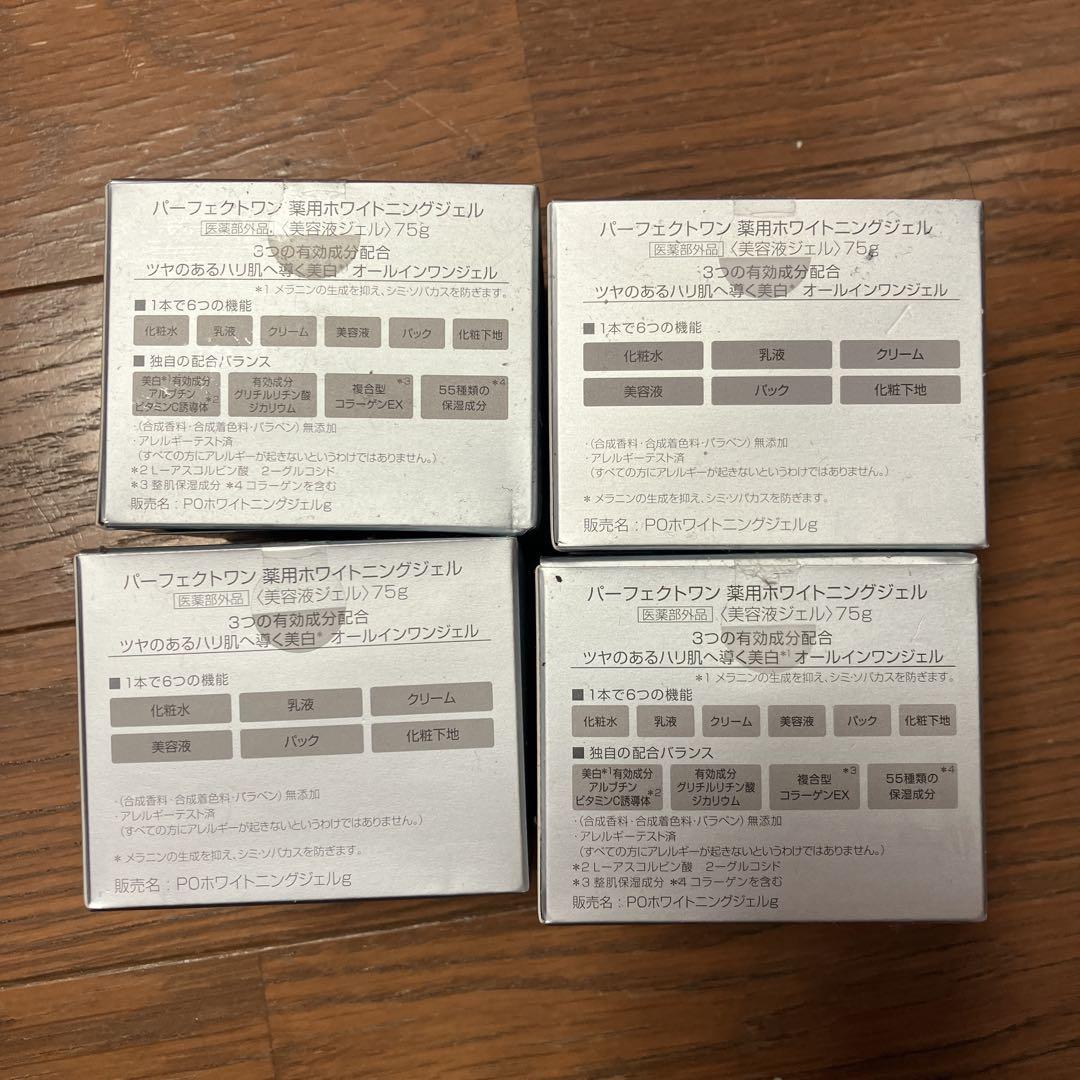 パーフェクトワン 薬用ホワイトニングジェル
医薬部外品 〈美容液ジェル〉75g
3つの有効成分配合
ツヤのあるハリ肌へ導く美白*1 オールインワンジェル
*1 メラニンの生成を抑え、シミ・ソバカスを防ぎます。
■ 1本で6つの機能
化粧水 乳液 クリーム 美容液 パック 化粧下地
■ 独自の配合バランス
美白*1有効成分 アルブチン ビタミンC誘導体*2
有効成分 グリチルリチン酸 ジカリウム
複合型 コラーゲンEX*3
55種類の 保湿成分*4
・(合成香料・合成着色料・パラベン)無添加
・アレルギーテスト済
(すべての方にアレルギーが起きないというわけではありません。)
*2 L-アスコルビン酸 2-グルコシド
*3 整肌保湿成分 *4 コラーゲンを含む
販売名:POホワイトニングジェルg
パーフェクトワン 薬用ホワイトニングジェル
医薬部外品 〈美容液ジェル〉75g
3つの有効成分配合
ツヤのあるハリ肌へ導く美白* オールインワンジェル
■ 1本で6つの機能
化粧水 乳液 クリーム
美容液 パック 化粧下地
・(合成香料・合成着色料・パラベン)無添加
・アレルギーテスト済
(すべての方にアレルギーが起きないというわけではありません。)
* メラニンの生成を抑え、シミ・ソバカスを防ぎます。
販売名:POホワイトニングジェルg
パーフェクトワン 薬用ホワイトニングジェル
医薬部外品 〈美容液ジェル〉75g
3つの有効成分配合
ツヤのあるハリ肌へ導く美白* オールインワンジェル
■ 1本で6つの機能
化粧水 乳液 クリーム
美容液 パック 化粧下地
・(合成香料・合成着色料・パラベン)無添加
・アレルギーテスト済
(すべての方にアレルギーが起きないというわけではありません。)
* メラニンの生成を抑え、シミ・ソバカスを防ぎます。
販売名:POホワイトニングジェルg
パーフェクトワン 薬用ホワイトニングジェル
医薬部外品 〈美容液ジェル〉75g
3つの有効成分配合
ツヤのあるハリ肌へ導く美白*1 オールインワンジェル
*1 メラニンの生成を抑え、シミ・ソバカスを防ぎます。
■ 1本で6つの機能
化粧水 乳液 クリーム 美容液 パック 化粧下地
■ 独自の配合バランス
美白*1有効成分 アルブチン ビタミンC誘導体*2
有効成分 グリチルリチン酸 ジカリウム
複合型 コラーゲンEX*3
55種類の 保湿成分*4
・(合成香料・合成着色料・パラベン)無添加
・アレルギーテスト済
(すべての方にアレルギーが起きないというわけではありません。)
*2 L-アスコルビン酸 2-グルコシド
*3 整肌保湿成分 *4 コラーゲンを含む
販売名:POホワイトニングジェルg